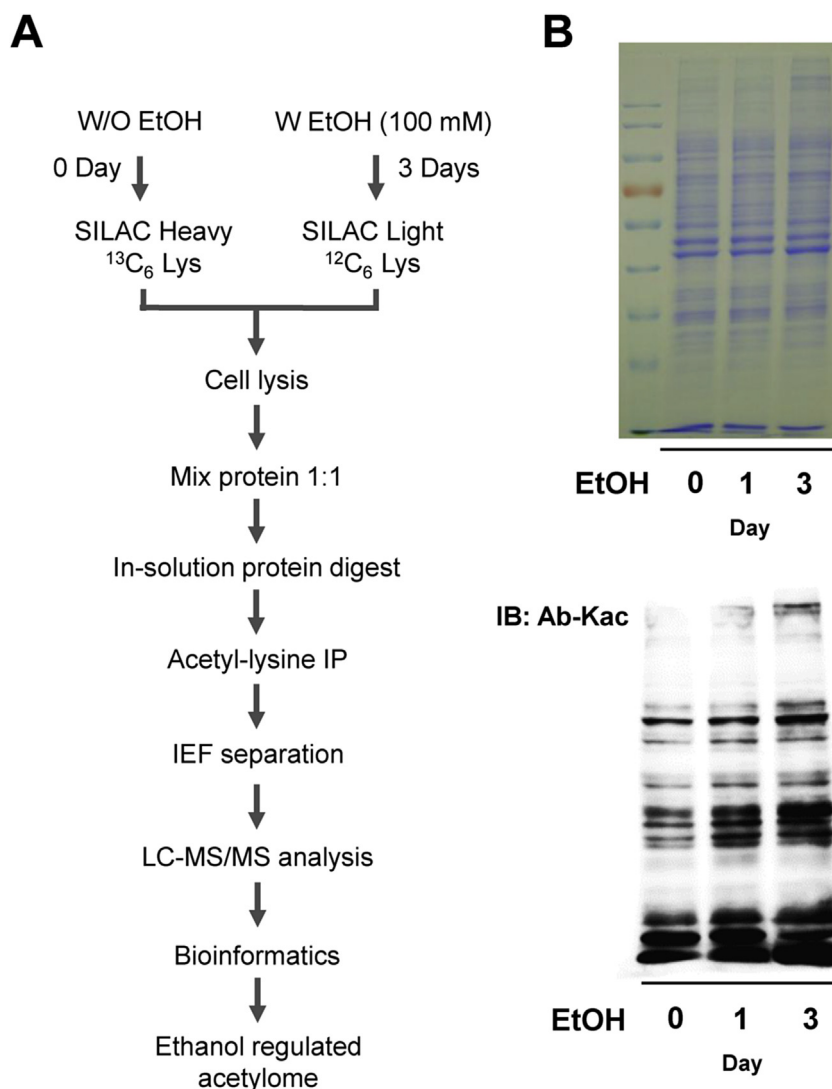 A
W/O EtOH
W EtOH (100 mM)
0 Day
3 Days
SILAC Heavy
¹³C₆ Lys
SILAC Light
¹²C₆ Lys
Cell lysis
Mix protein 1:1
In-solution protein digest
Acetyl-lysine IP
IEF separation
LC-MS/MS analysis
Bioinformatics
Ethanol regulated
acetylome
B
EtOH 0 1 3
Day
IB: Ab-Kac
EtOH 0 1 3
Day